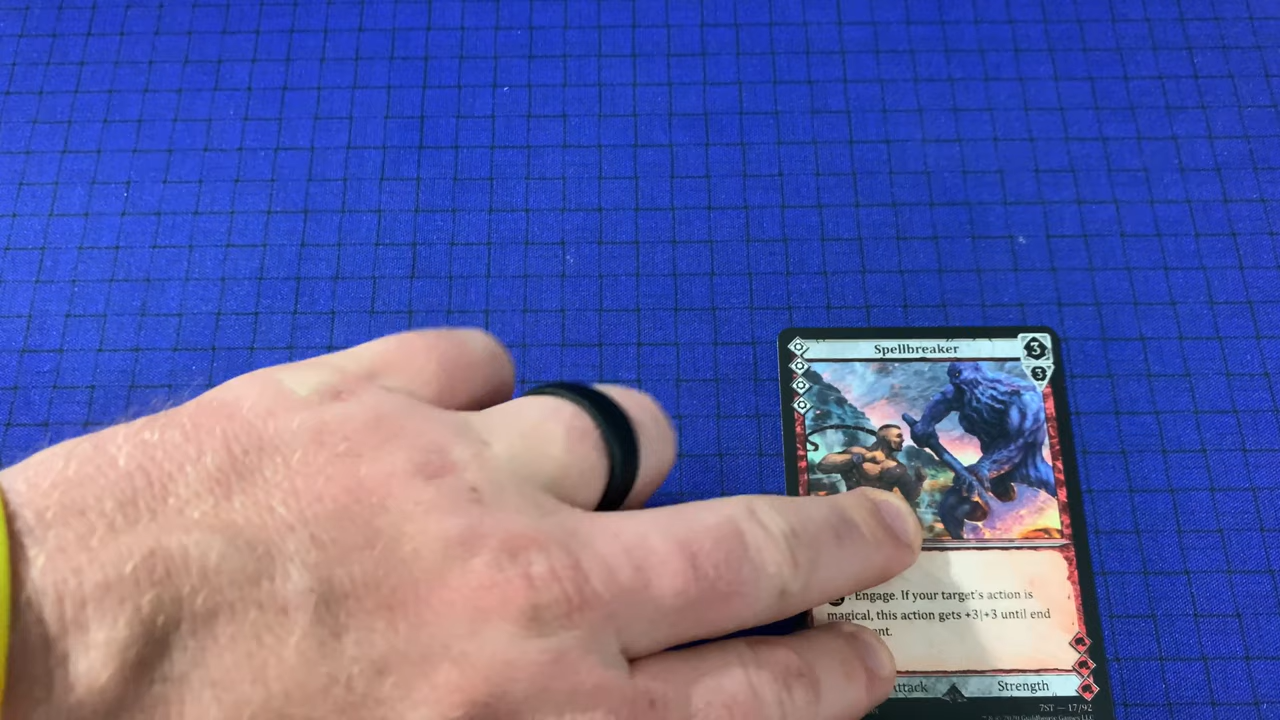 Spellbreaker
3
3
: Engage. If your target's action is
magical, this action gets +3|+3 until end
Strength
7ST — 17/92